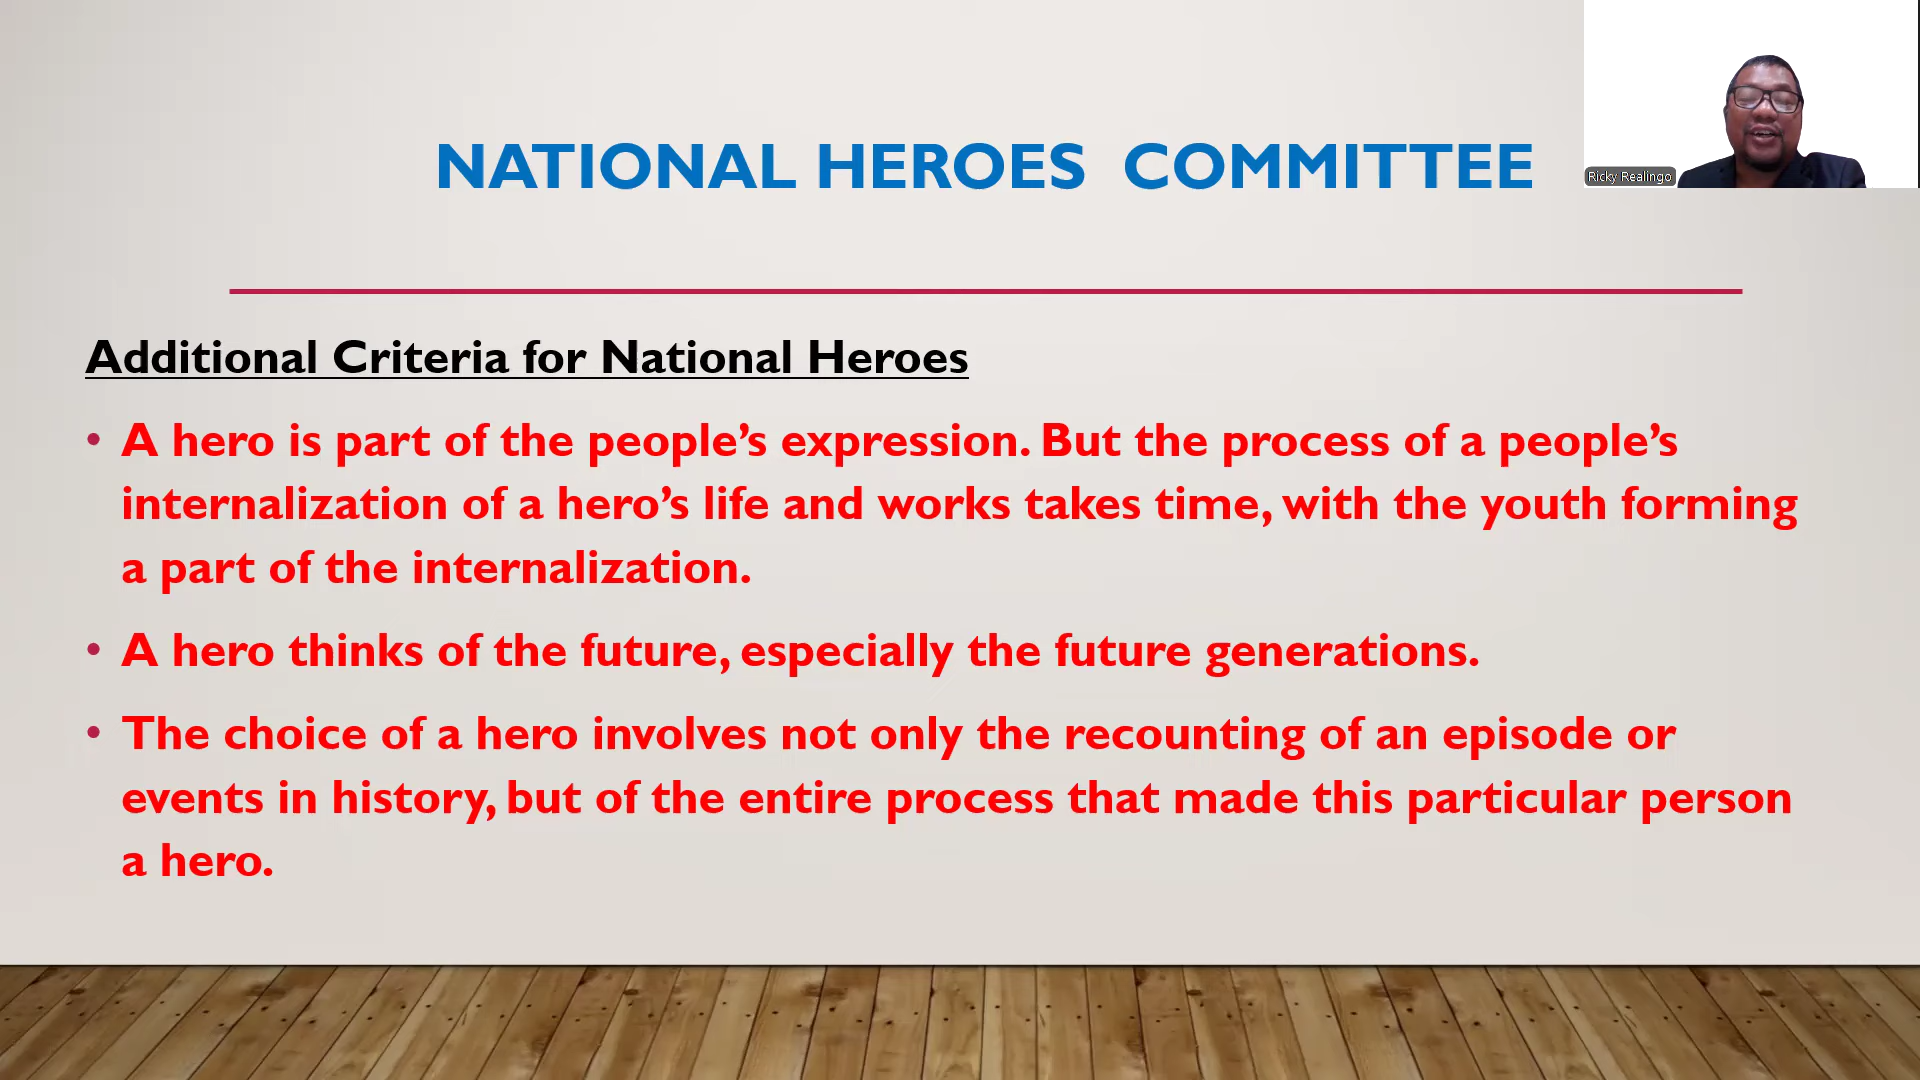 NATIONAL HEROES COMMITTEE
Ricky Realingo
Additional Criteria for National Heroes
• A hero is part of the people’s expression. But the process of a people’s
internalization of a hero’s life and works takes time, with the youth forming
a part of the internalization.
• A hero thinks of the future, especially the future generations.
• The choice of a hero involves not only the recounting of an episode or
events in history, but of the entire process that made this particular person
a hero.